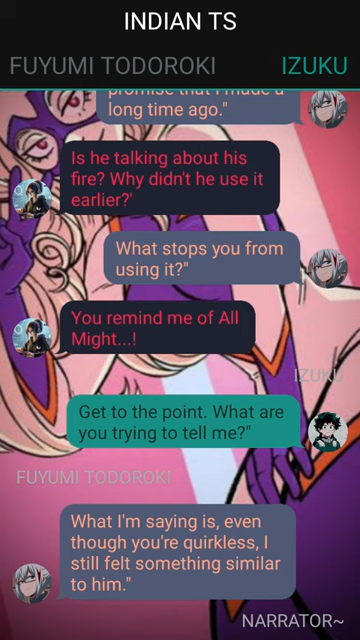 INDIAN TS
FUYUMI TODOROKI
IZUKU
promise that I made a
long time ago."
Is he talking about his
fire? Why didn't he use it
earlier?'
What stops you from
using it?"
You remind me of All
Might...!
IZUKU
Get to the point. What are
you trying to tell me?"
FUYUMI TODOROKI
What I'm saying is, even
though you're quirkless, I
still felt something similar
to him."
NARRATOR~